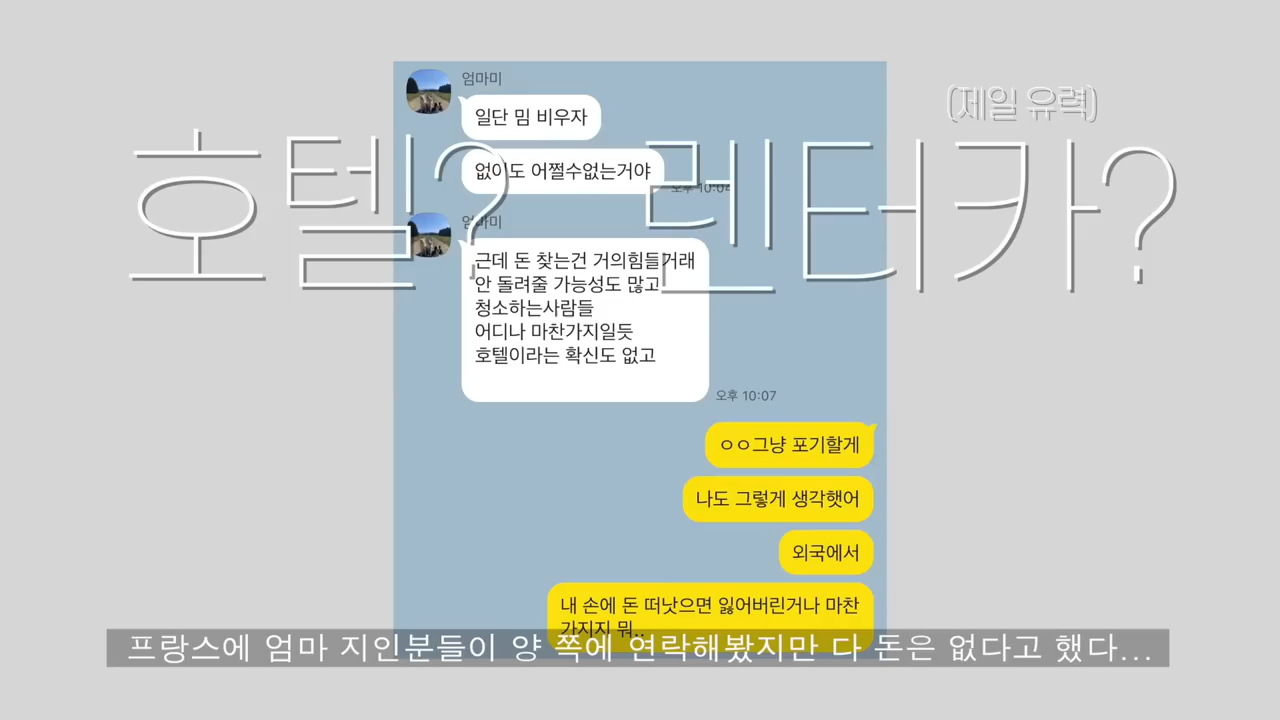 (제일 유력)
호텔? 렌터카?
엄마미
일단 밈 비우자
없이도 어쩔수없는거야
오후 10:04
엄마미
근데 돈 찾는건 거의힘들거래
안 돌려줄 가능성도 많고
청소하는사람들
어디나 마찬가지일듯
호텔이라는 확신도 없고
오후 10:07
ㅇㅇ그냥 포기할게
나도 그렇게 생각햇어
외국에서
내 손에 돈 떠낫으면 잃어버린거나 마찬
가지지 뭐..
프랑스에 엄마 지인분들이 양 쪽에 연락해봤지만 다 돈은 없다고 했다...